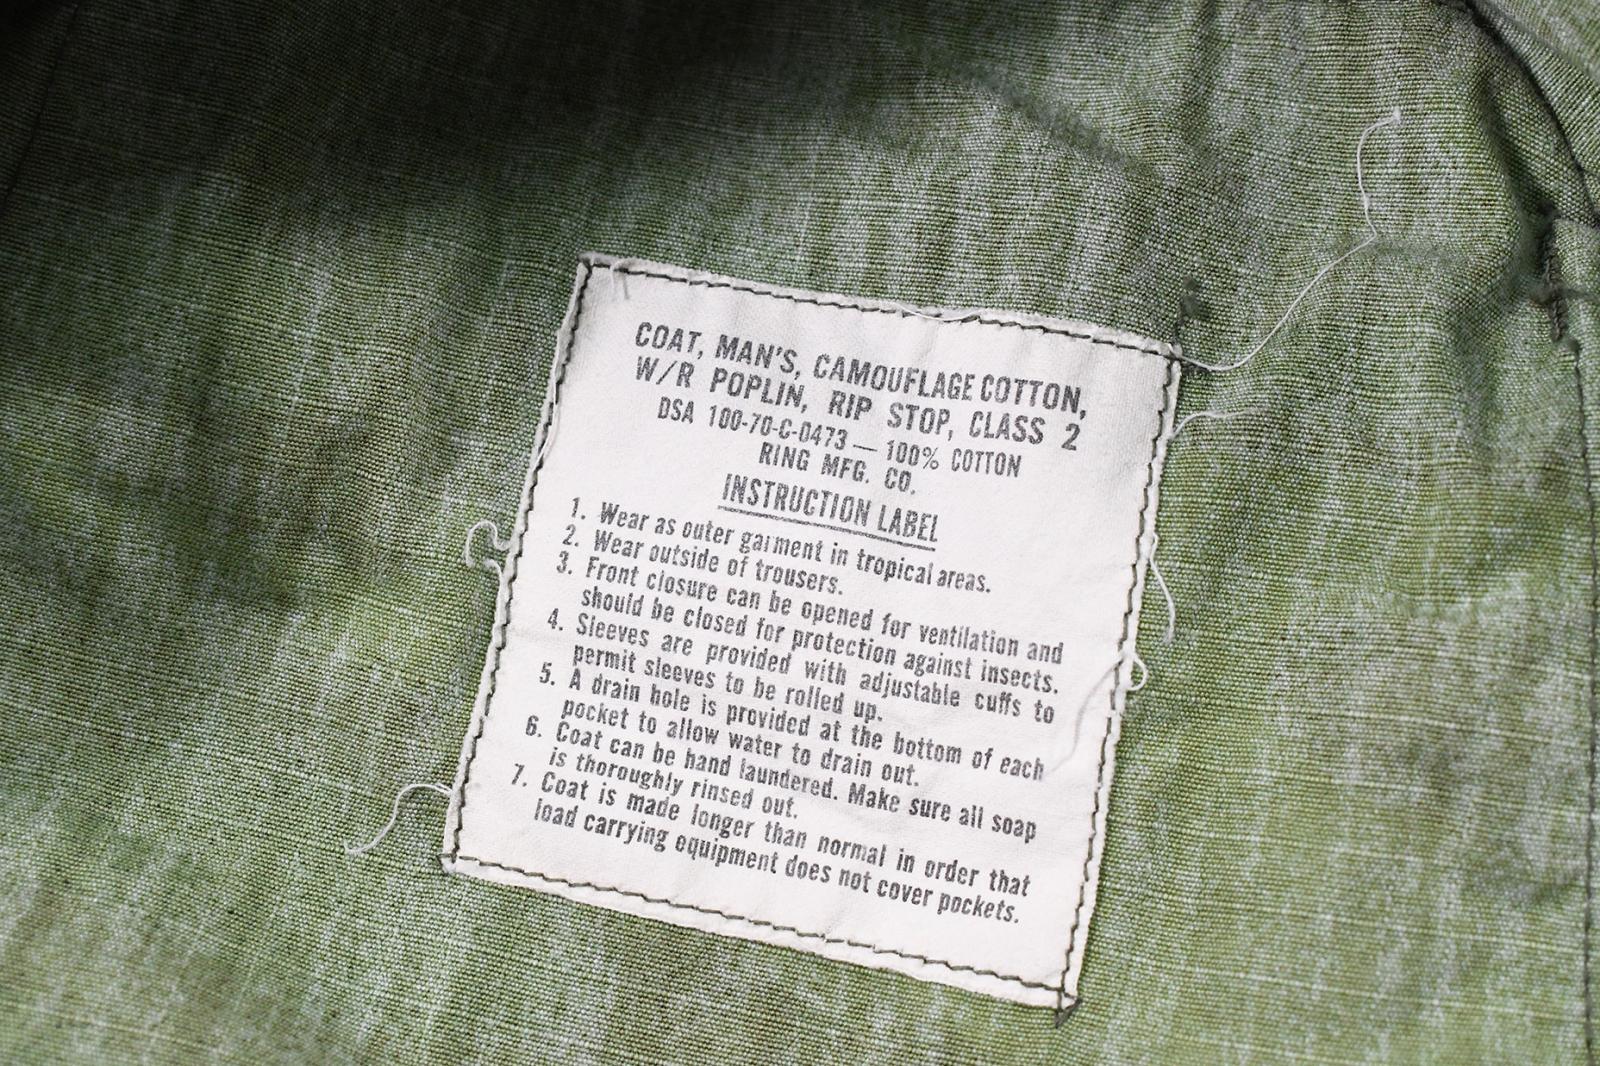 COAT, MAN'S, CAMOUFLAGE COTTON,
W/R POPLIN, RIP STOP, CLASS 2
DSA 100-70-C-0473 — 100% COTTON
RING MFG. CO.
INSTRUCTION LABEL
1. Wear as outer garment in tropical areas.
2. Wear outside of trousers.
3. Front closure can be opened for ventilation and
should be closed for protection against insects.
4. Sleeves are provided with adjustable cuffs to
permit sleeves to be rolled up.
5. A drain hole is provided at the bottom of each
pocket to allow water to drain out.
6. Coat can be hand laundered. Make sure all soap
is thoroughly rinsed out.
7. Coat is made longer than normal in order that
load carrying equipment does not cover pockets.